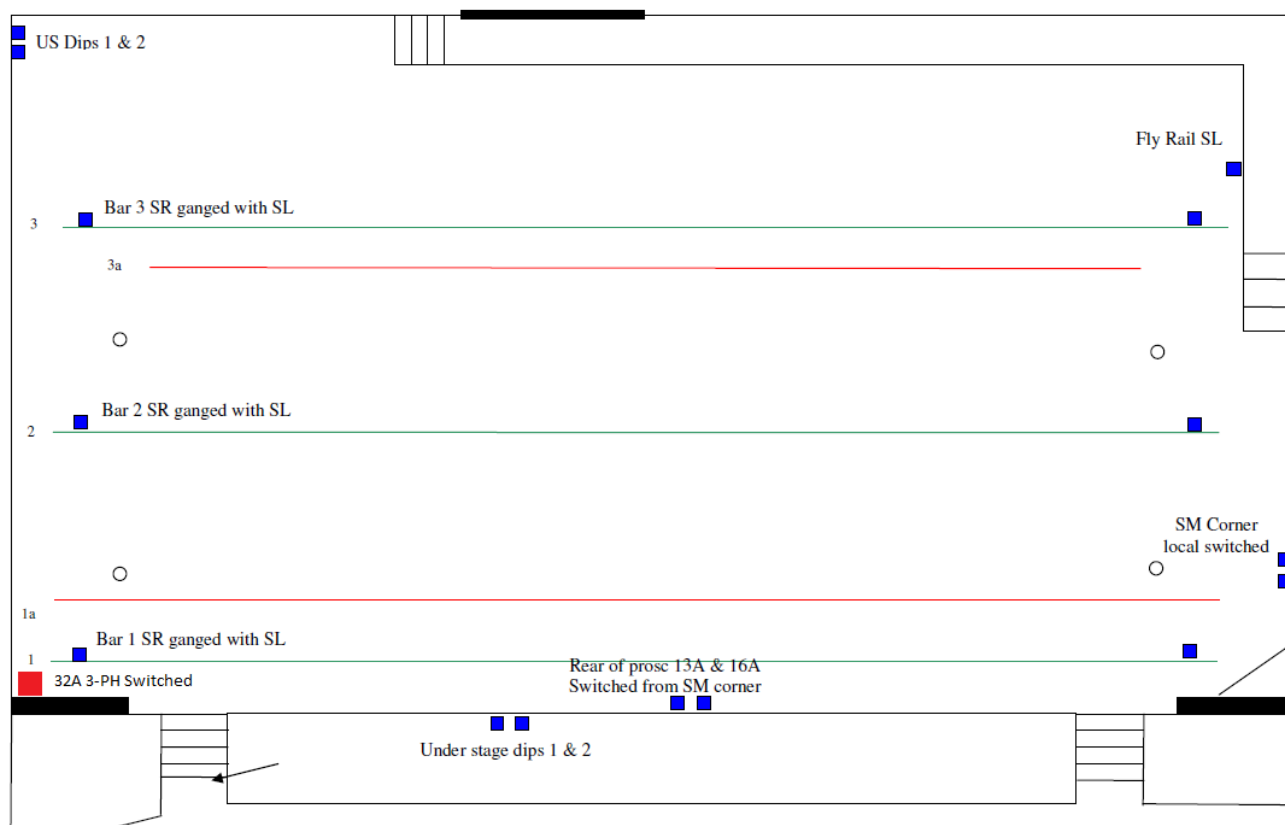 US Dips 1 & 2
Fly Rail SL
Bar 3 SR ganged with SL
3
3a
Bar 2 SR ganged with SL
2
SM Corner
local switched
1a
Bar 1 SR ganged with SL
1
Rear of prosc 13A & 16A
32A 3-PH Switched
Switched from SM corner
Under stage dips 1 & 2